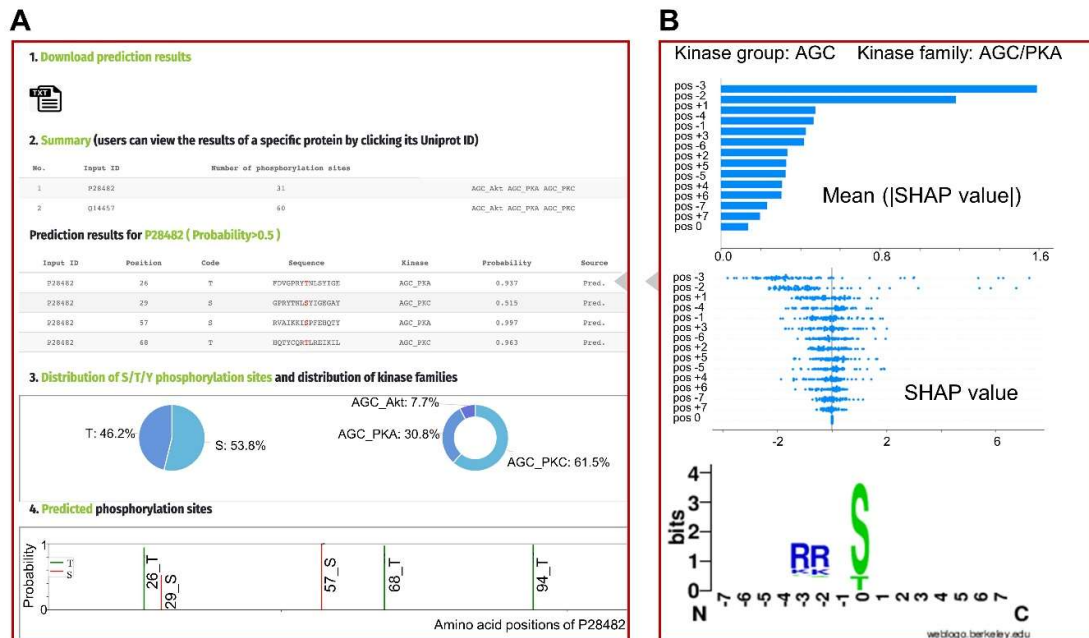 A
1. Download prediction results
TXT
2. Summary (users can view the results of a specific protein by clicking its Uniprot ID)
No. Input ID Number of phosphorylation sites
1 P28482 31 AGC_Akt AGC_PKA AGC_PKC
2 Q14457 60 AGC_Akt AGC_PKA AGC_PKC
Prediction results for P28482 ( Probability>0.5 )
Input ID Position Code Sequence Kinase Probability Source
P28482 26 T FDVGPRYTNLSYIGE AGC_PKA 0.937 Pred.
P28482 29 S GPRYTNLSYIGEGAY AGC_PKC 0.515 Pred.
P28482 57 S RVAIKKISPFEHQTY AGC_PKA 0.997 Pred.
P28482 68 T HQTYCQRTLREIKIL AGC_PKC 0.963 Pred.
3. Distribution of S/T/Y phosphorylation sites and distribution of kinase families
T: 46.2%
S: 53.8%
AGC_Akt: 7.7%
AGC_PKA: 30.8%
AGC_PKC: 61.5%
4. Predicted phosphorylation sites
Probability
1
0
T
S
26_T
29_S
57_S
68_T
94_T
Amino acid positions of P28482
B
Kinase group: AGC Kinase family: AGC/PKA
pos -3
pos -2
pos +1
pos -4
pos -1
pos +3
pos -6
pos +2
pos +5
pos -5
pos +4
pos +6
pos -7
pos +7
pos 0
Mean (|SHAP value|)
0.0 0.8 1.6
pos -3
pos -2
pos +1
pos -4
pos -1
pos +3
pos -6
pos +2
pos +5
pos -5
pos +4
pos +6
pos -7
pos +7
pos 0
SHAP value
-2 2 6
bits
4
3
2
1
0
RR
KK
S
T
N -7 -6 -5 -4 -3 -2 -1 0 1 2 3 4 5 6 7 C
weblogo.berkeley.edu